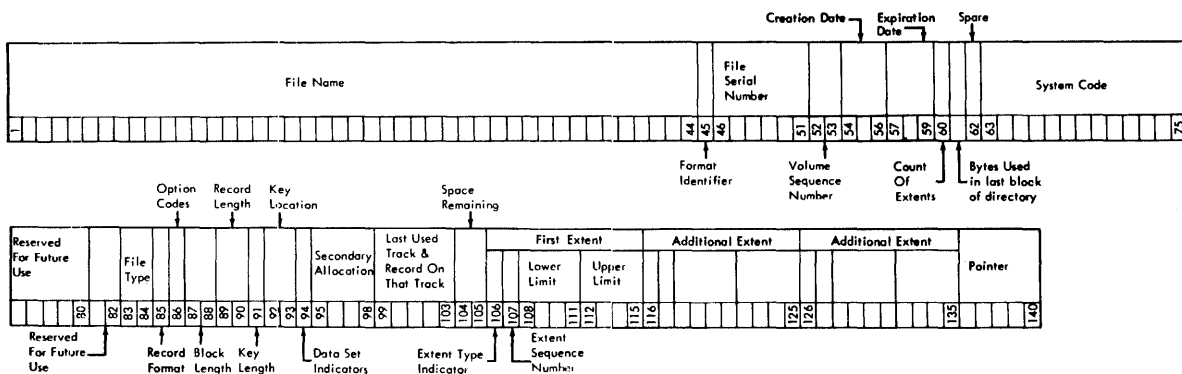 Creation Date
Expiration
Date
Spare
File Name
File
Serial
Number
System Code
1
44 45 46 51 52 53 54 56 57 59 60 62 63 75
Format
Identifier
Volume
Sequence
Number
Count
Of
Extents
Bytes Used
in last block
of directory
Option
Codes
Record
Length
Key
Location
Space
Remaining
Reserved
For Future
Use
File
Type
Secondary
Allocation
Last Used
Track &
Record On
That Track
First Extent
Lower
Limit
Upper
Limit
Additional Extent
Additional Extent
Pointer
80 82 83 84 85 86 87 88 89 90 91 92 93 94 95 98 99 103 104 105 106 107 108 111 112 115 116 125 126 135 140
Reserved
For Future
Use
Record
Format
Block
Length
Key
Length
Data Set
Indicators
Extent Type
Indicator
Extent
Sequence
Number